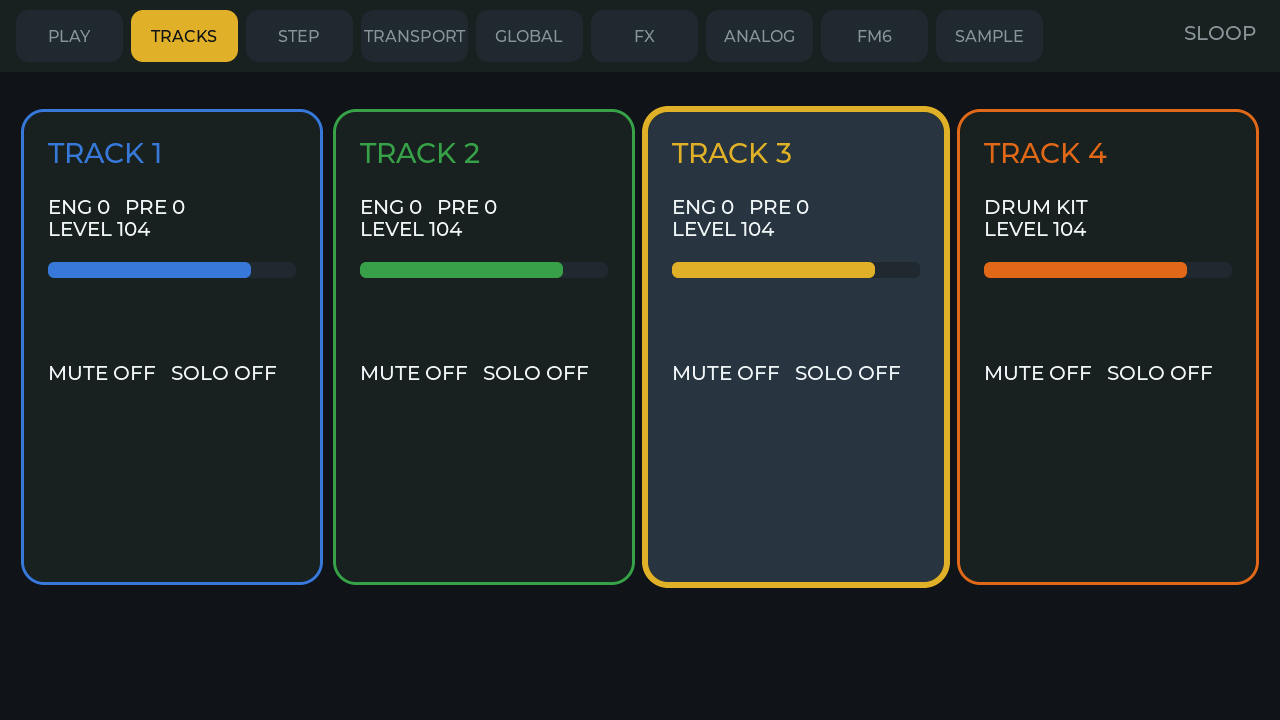 PLAY TRACKS STEP TRANSPORT GLOBAL FX ANALOG FM6 SAMPLE SLOOP
TRACK 1
ENG 0 PRE 0
LEVEL 104
MUTE OFF SOLO OFF
TRACK 2
ENG 0 PRE 0
LEVEL 104
MUTE OFF SOLO OFF
TRACK 3
ENG 0 PRE 0
LEVEL 104
MUTE OFF SOLO OFF
TRACK 4
DRUM KIT
LEVEL 104
MUTE OFF SOLO OFF